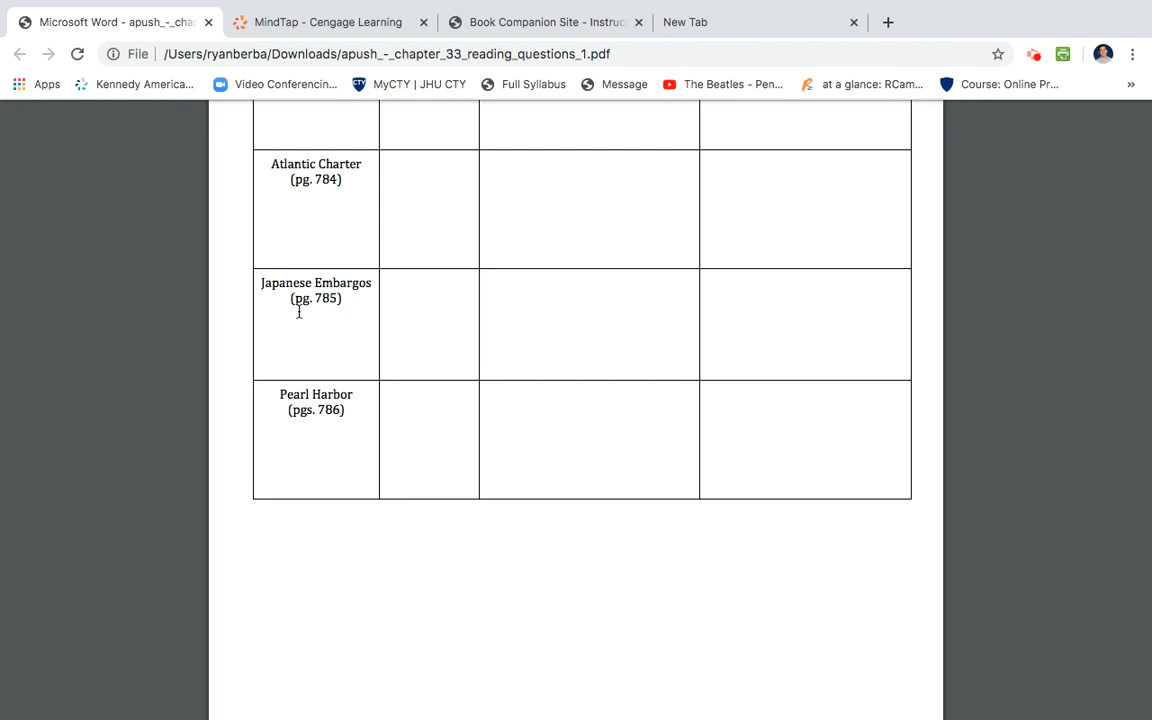 Microsoft Word - apush_-_cha
MindTap - Cengage Learning
Book Companion Site - Instruc
New Tab
File
/Users/ryanberba/Downloads/apush_-_chapter_33_reading_questions_1.pdf
Apps
Kennedy America...
Video Conferencin...
CTY
MyCTY | JHU CTY
Full Syllabus
Message
The Beatles - Pen...
at a glance: RCam...
Course: Online Pr...
»
Atlantic Charter
(pg. 784)
Japanese Embargos
(pg. 785)
Pearl Harbor
(pgs. 786)